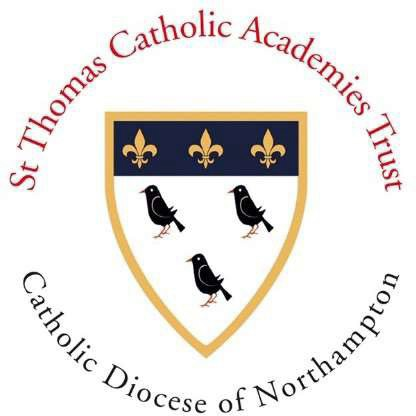 St Thomas Catholic Academies Trust
Catholic Diocese of Northampton